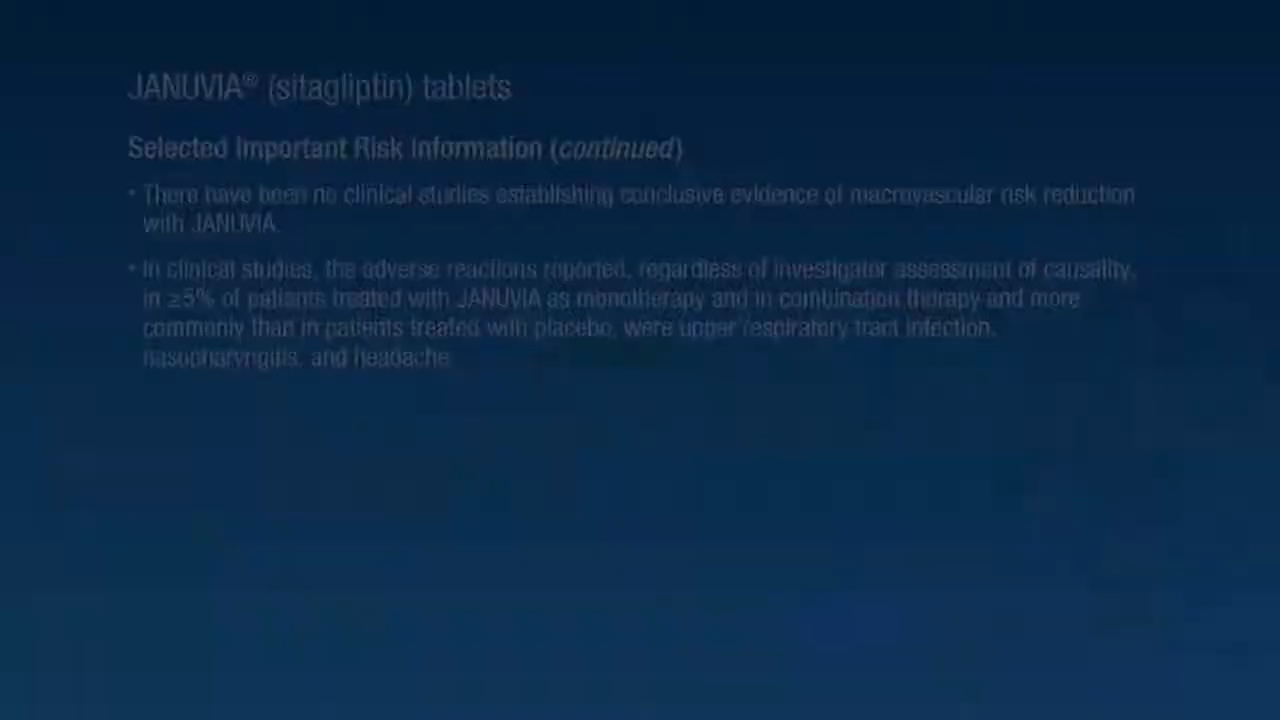 JANUVIA® (sitagliptin) tablets
Selected Important Risk Information (continued)
• There have been no clinical studies establishing conclusive evidence of macrovascular risk reduction
with JANUVIA.
• In clinical studies, the adverse reactions reported, regardless of investigator assessment of causality,
in ≥5% of patients treated with JANUVIA as monotherapy and in combination therapy and more
commonly than in patients treated with placebo, were upper respiratory tract infection,
nasopharyngitis, and headache.